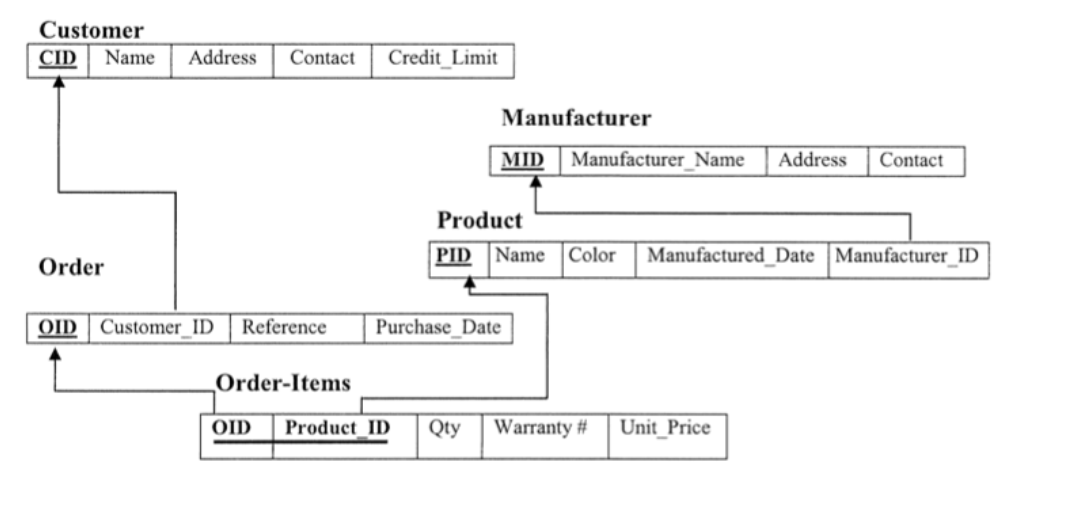 Customer
CID Name Address Contact Credit_Limit
Manufacturer
MID Manufacturer_Name Address Contact
Product
PID Name Color Manufactured_Date Manufacturer_ID
Order
OID Customer_ID Reference Purchase_Date
Order-Items
OID Product_ID Qty Warranty # Unit_Price